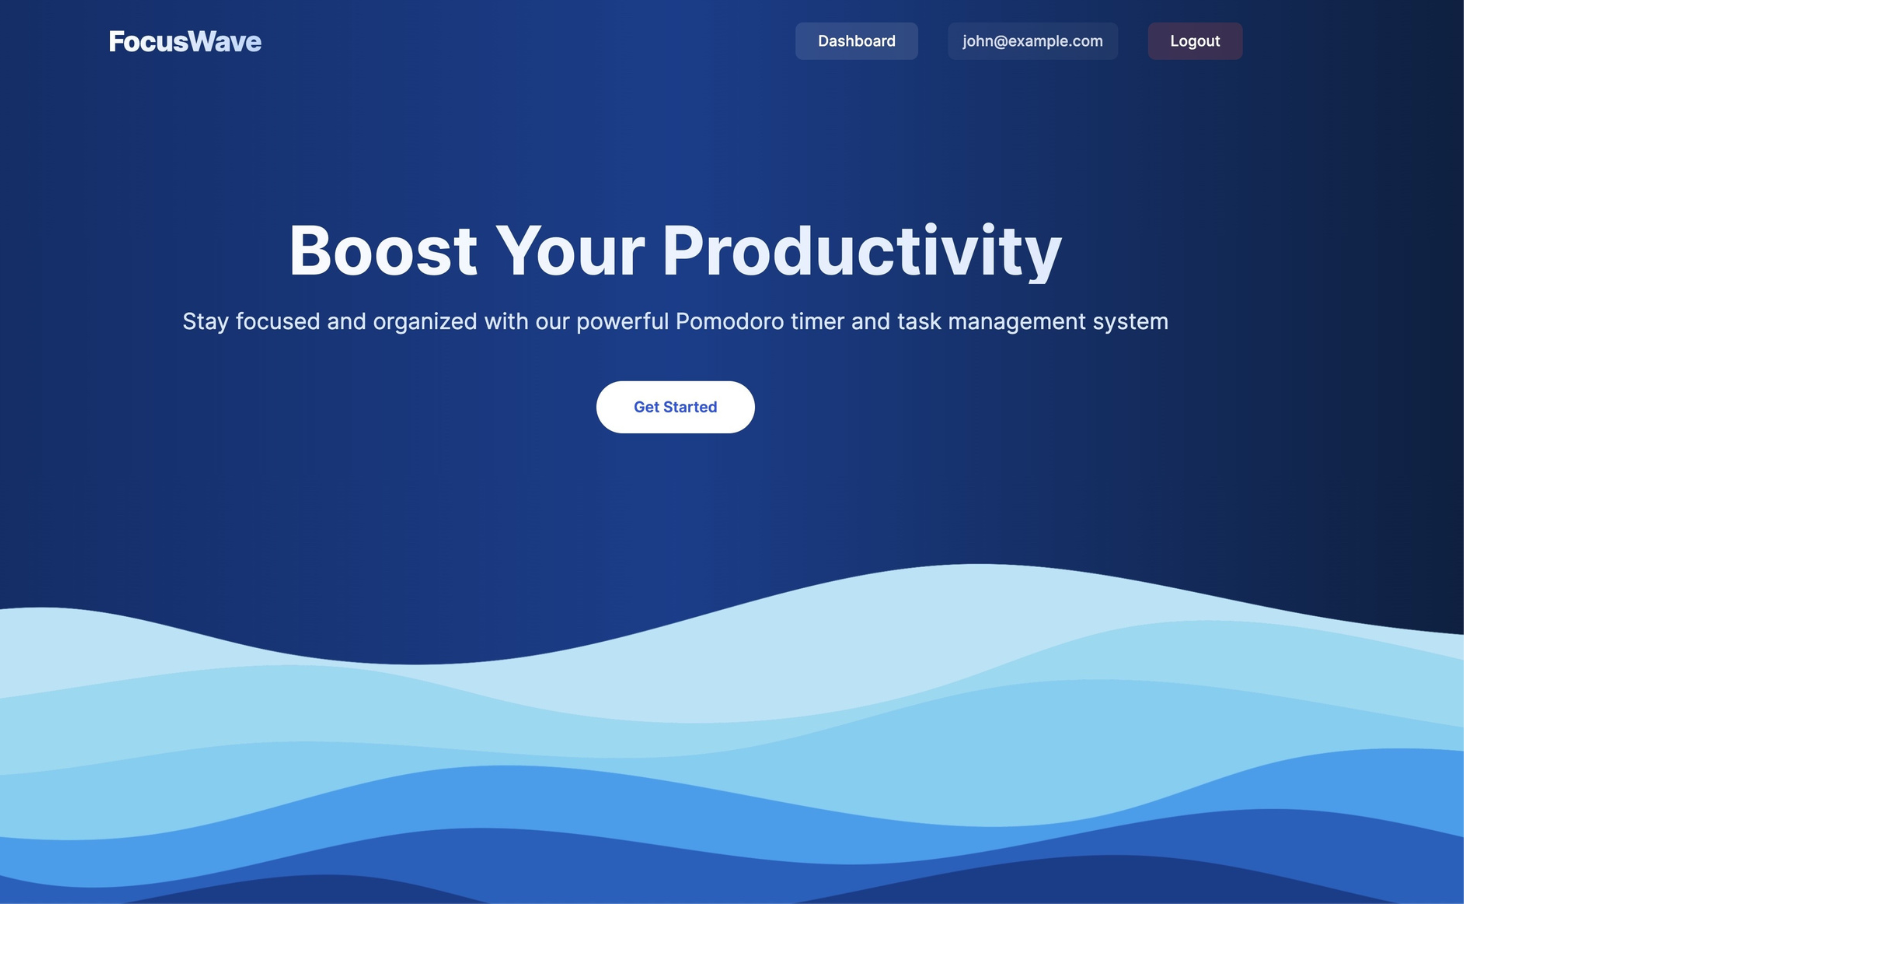 FocusWave
Dashboard
john@example.com
Logout
Boost Your Productivity
Stay focused and organized with our powerful Pomodoro timer and task management system
Get Started